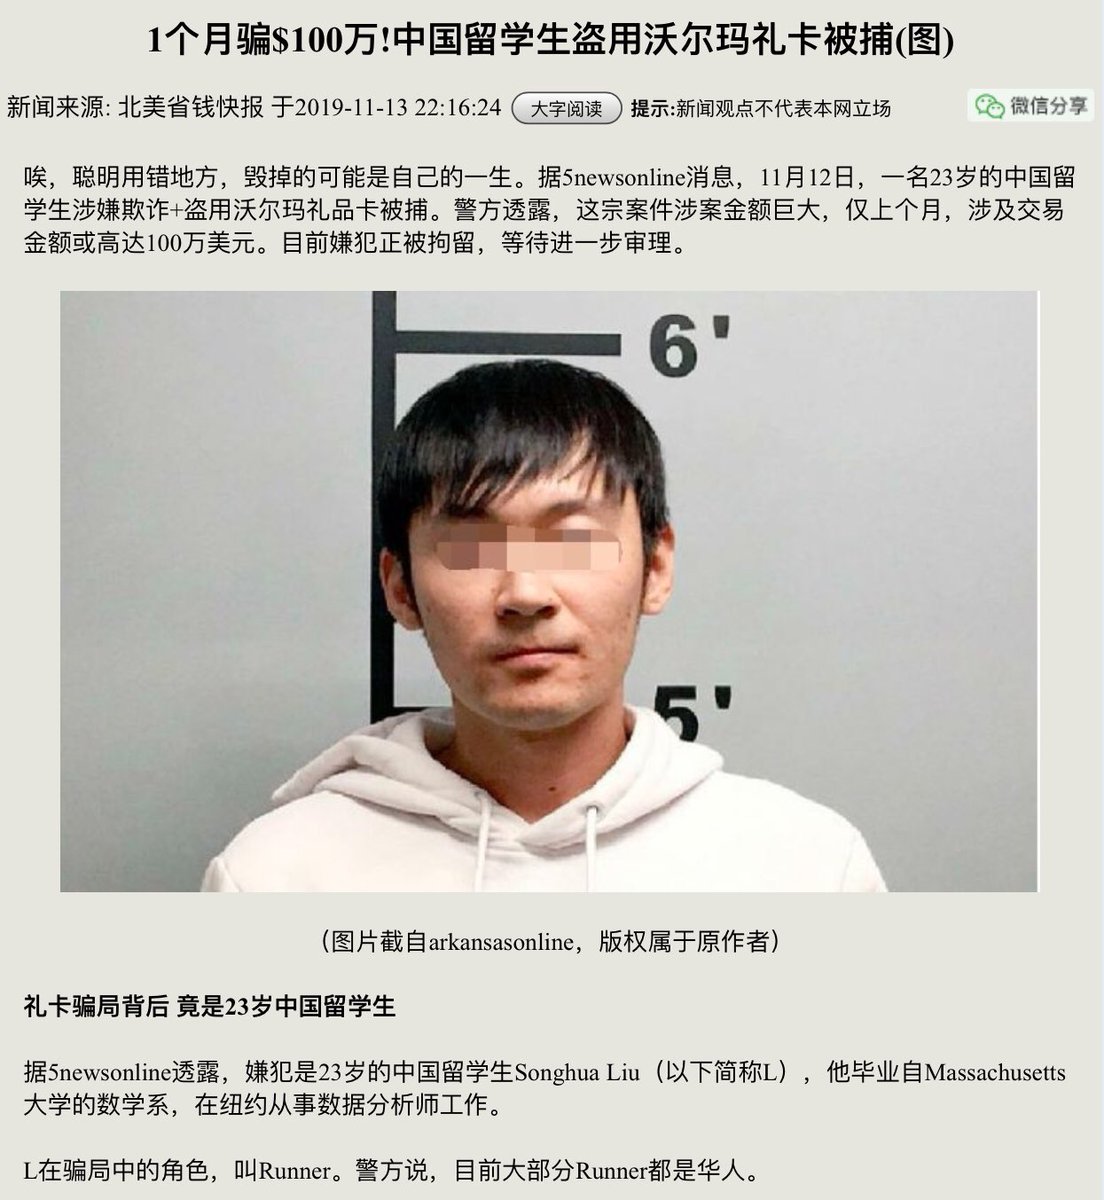 1个月骗$100万!中国留学生盗用沃尔玛礼卡被捕(图)
新闻来源: 北美省钱快报 于2019-11-13 22:16:24 大字阅读 提示:新闻观点不代表本网立场 微信分享
唉，聪明用错地方，毁掉的可能是自己的一生。据5newsonline消息，11月12日，一名23岁的中国留
学生涉嫌欺诈+盗用沃尔玛礼品卡被捕。警方透露，这宗案件涉案金额巨大，仅上个月，涉及交易
金额或高达100万美元。目前嫌犯正被拘留，等待进一步审理。
6'
5'
（图片截自arkansasonline，版权属于原作者）
礼卡骗局背后 竟是23岁中国留学生
据5newsonline透露，嫌犯是23岁的中国留学生Songhua Liu（以下简称L），他毕业自Massachusetts
大学的数学系，在纽约从事数据分析师工作。
L在骗局中的角色，叫Runner。警方说，目前大部分Runner都是华人。